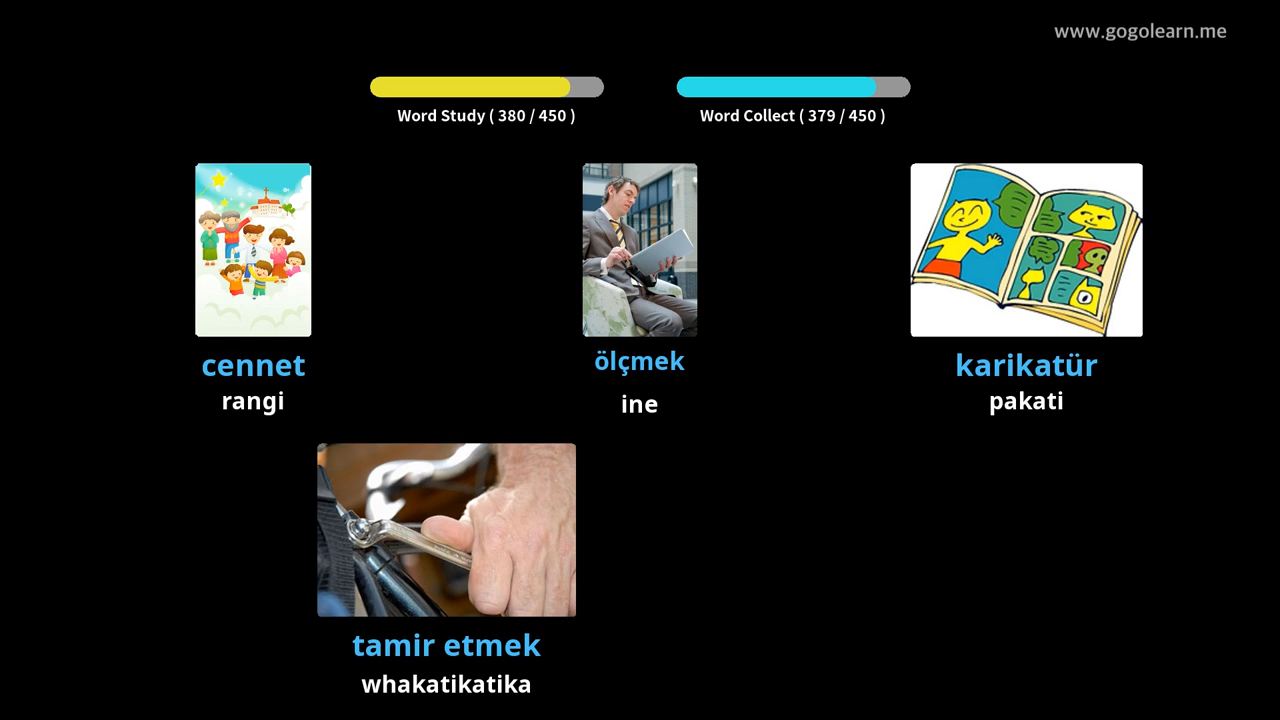 www.gogolearn.me
Word Study ( 380 / 450 )
Word Collect ( 379 / 450 )
cennet
rangi
ölçmek
ine
karikatür
pakati
tamir etmek
whakatikatika